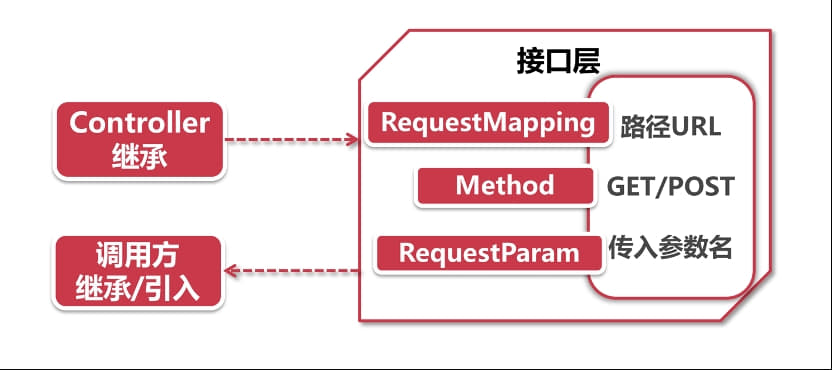 接口层
Controller
继承
RequestMapping
路径URL
Method
GET/POST
调用方
继承/引入
RequestParam
传入参数名